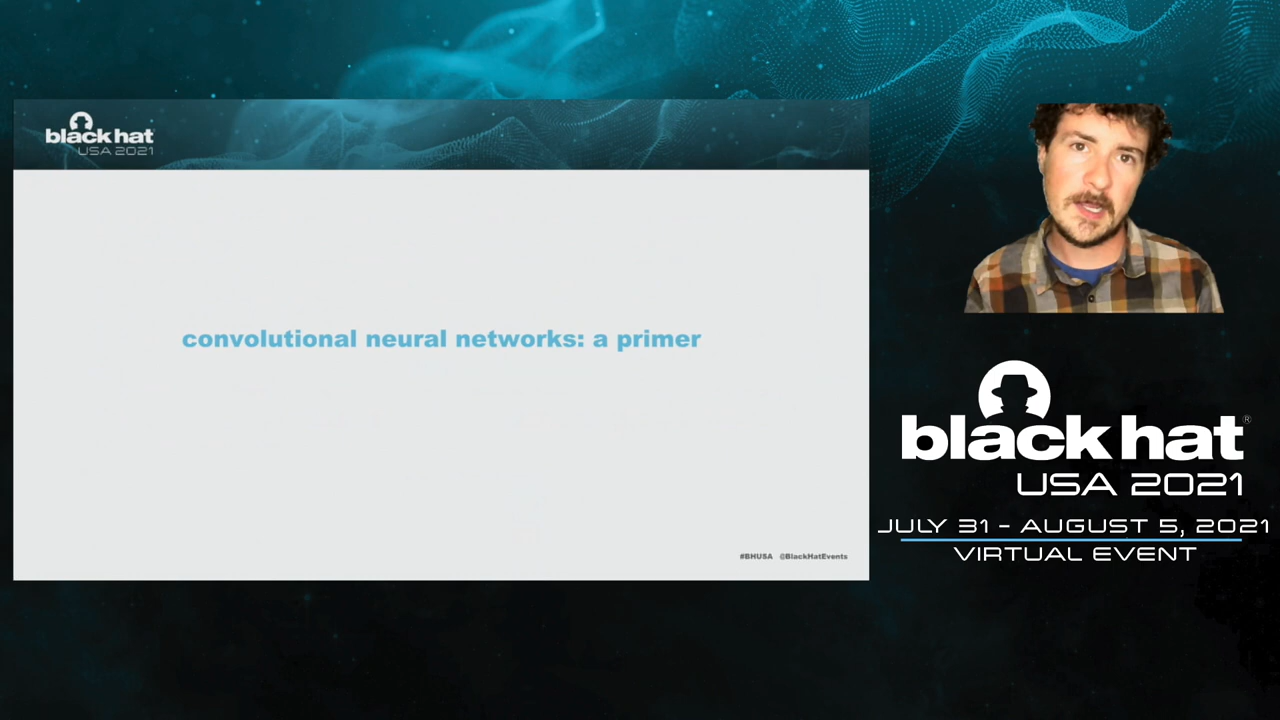 black hat
USA 2021
convolutional neural networks: a primer
#BHUSA @BlackHatEvents
black hat®
USA 2021
JULY 31 - AUGUST 5, 2021
VIRTUAL EVENT